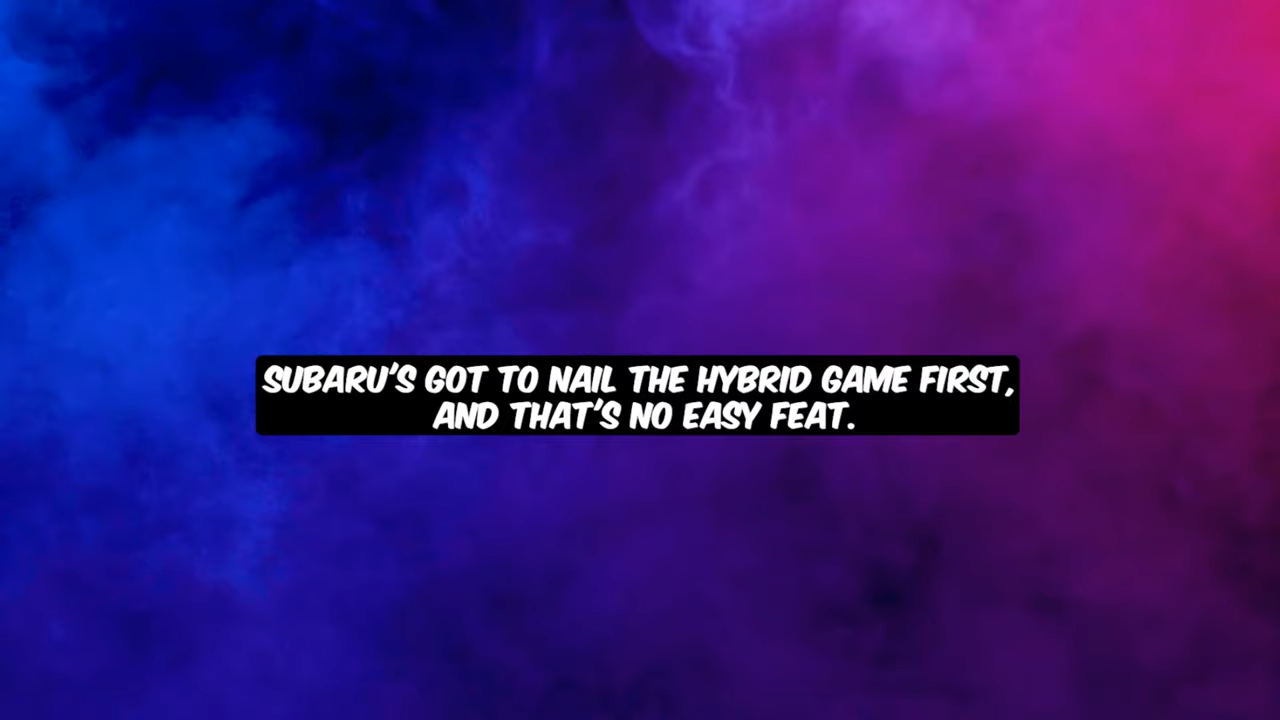 SUBARU'S GOT TO NAIL THE HYBRID GAME FIRST,
AND THAT'S NO EASY FEAT.